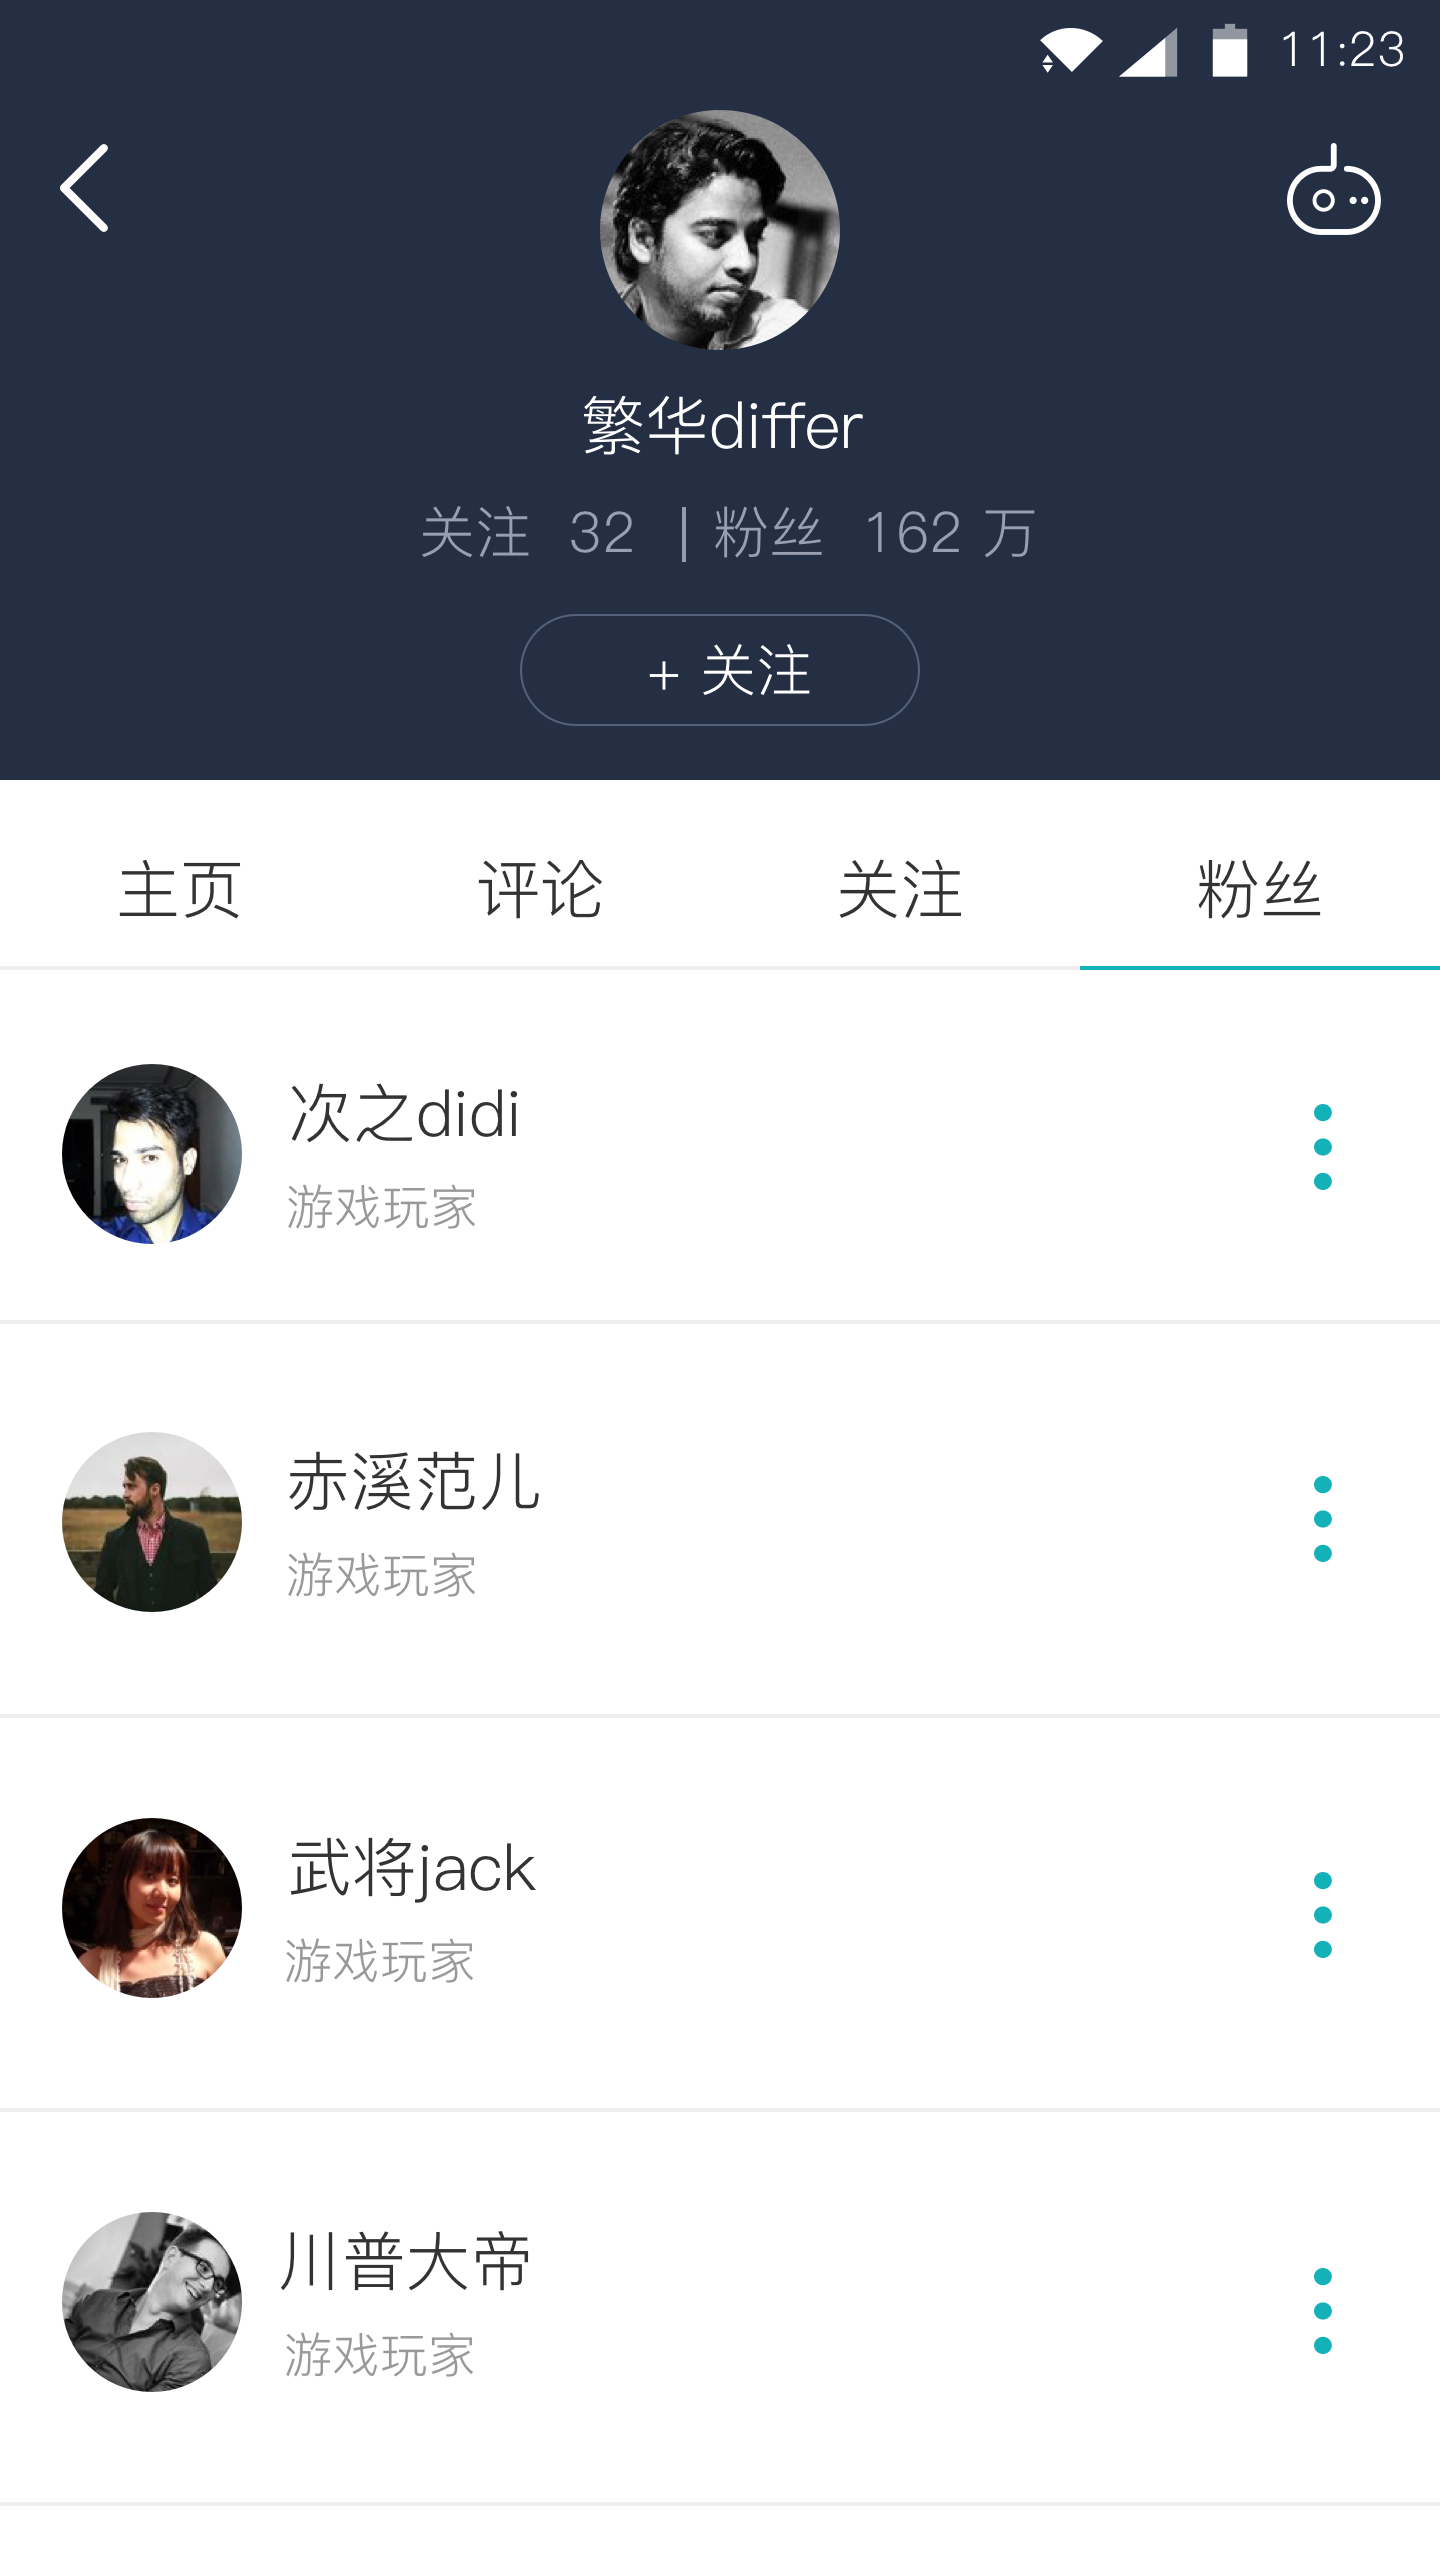 11:23
繁华differ
关注 32 | 粉丝 162 万
+ 关注
主页 评论 关注 粉丝
次之didi
游戏玩家
赤溪范儿
游戏玩家
武将jack
游戏玩家
川普大帝
游戏玩家